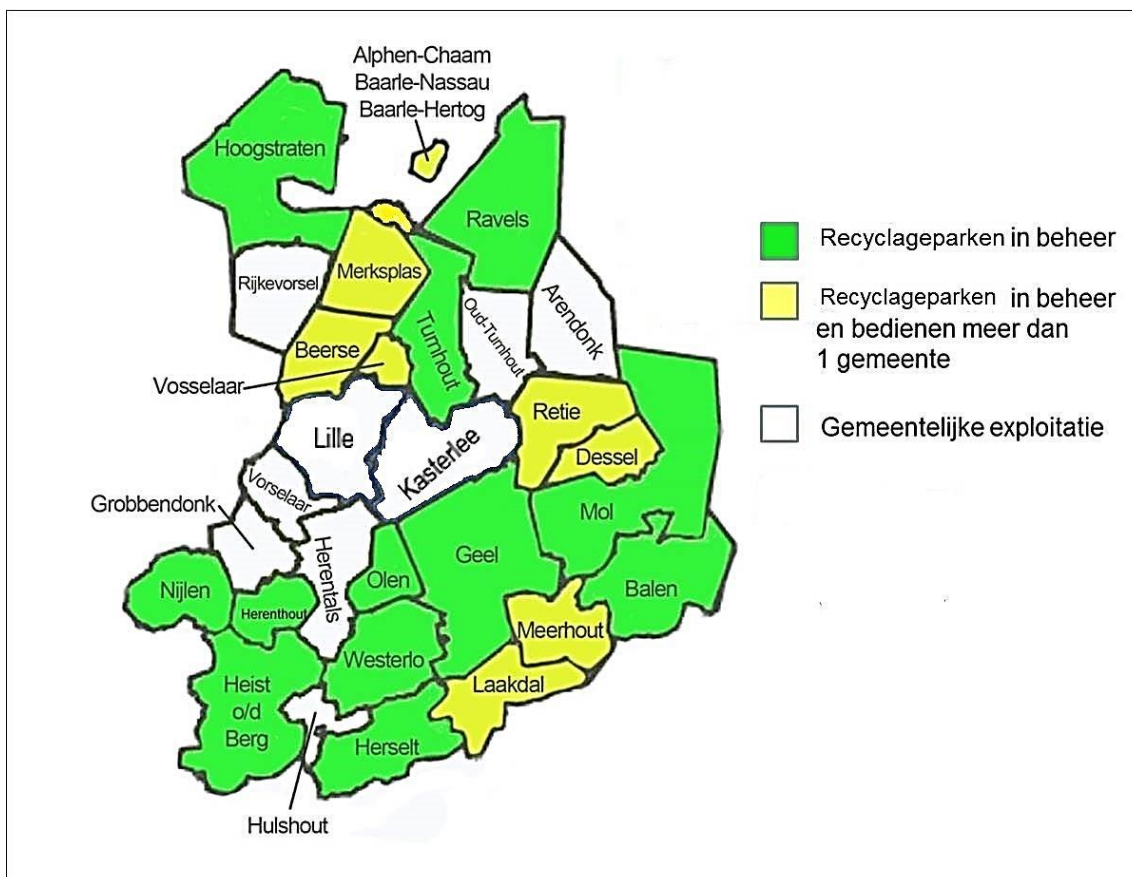 Alphen-Chaam
Baarle-Nassau
Baarle-Hertog
Hoogstraten
Ravels
Rijkevorsel
Merksplas
Turnhout
Oud-Turnhout
Arendonk
Beerse
Vosselaar
Lille
Kasterlee
Retie
Dessel
Vorselaar
Grobbendonk
Herentals
Olen
Geel
Mol
Balen
Nijlen
Herenthout
Meerhout
Westerlo
Laakdal
Heist
o/d
Berg
Herselt
Hulshout
Recyclageparken in beheer
Recyclageparken in beheer
en bedienen meer dan
1 gemeente
Gemeentelijke exploitatie